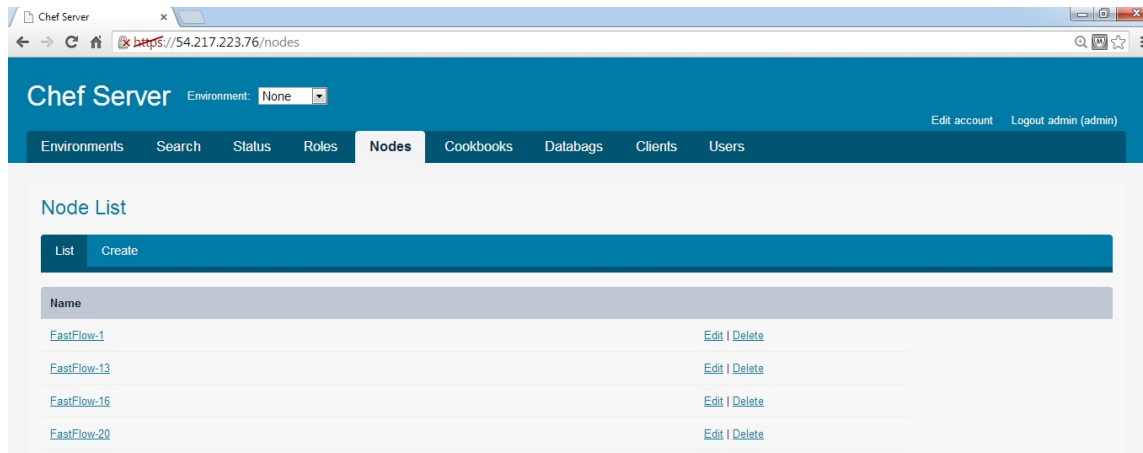 Chef Server
https://54.217.223.76/nodes
Chef Server Environment: None
Edit account Logout admin (admin)
Environments Search Status Roles Nodes Cookbooks Databags Clients Users
Node List
List Create
Name
FastFlow-1 Edit | Delete
FastFlow-13 Edit | Delete
FastFlow-16 Edit | Delete
FastFlow-20 Edit | Delete